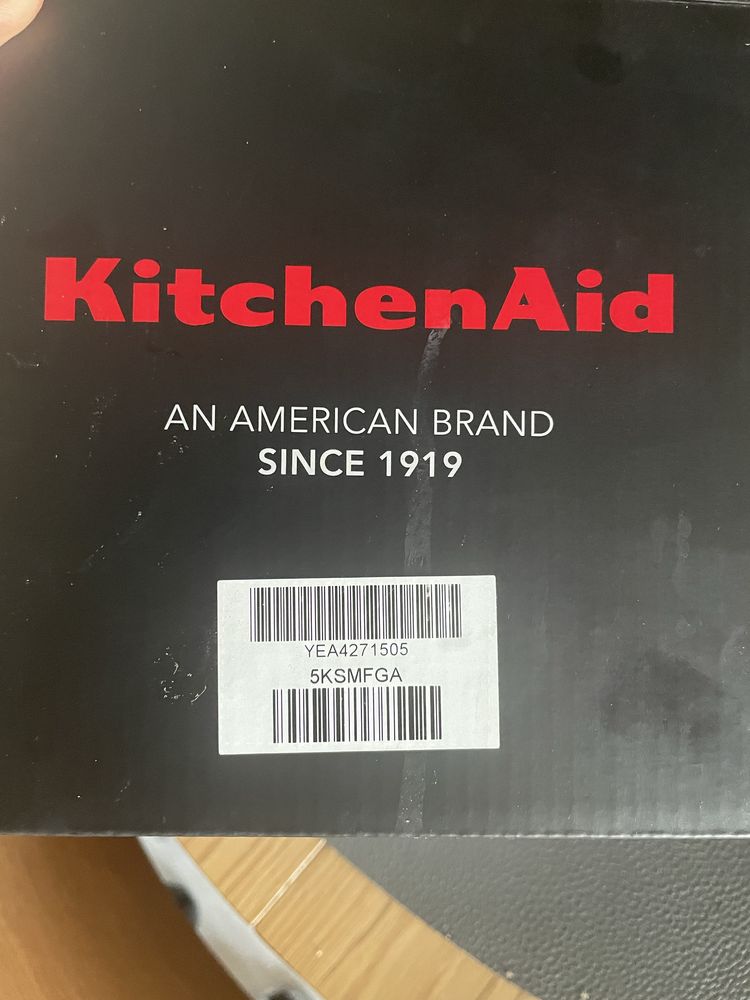 KitchenAid
AN AMERICAN BRAND
SINCE 1919
YEA4271505
5KSMFGA